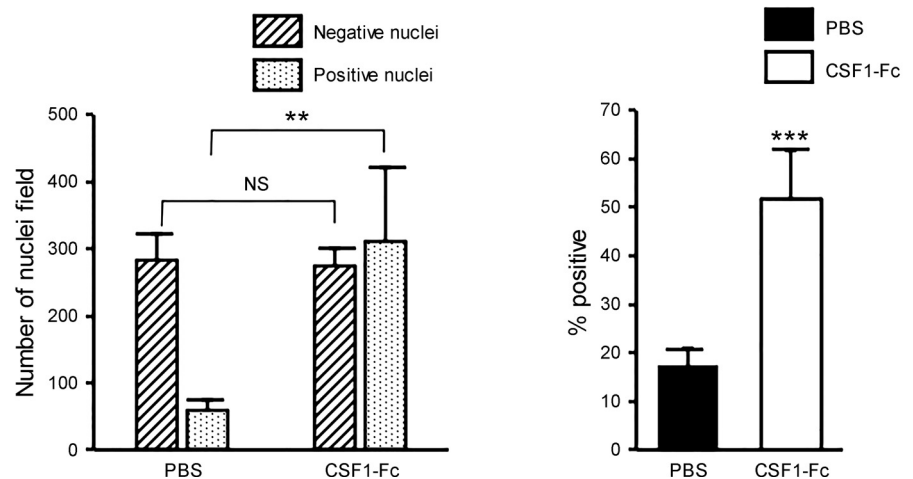 Negative nuclei
Positive nuclei
Number of nuclei field
500
400
300
200
100
0
**
NS
PBS
CSF1-Fc
PBS
CSF1-Fc
% positive
70
60
50
40
30
20
10
0
***
PBS
CSF1-Fc